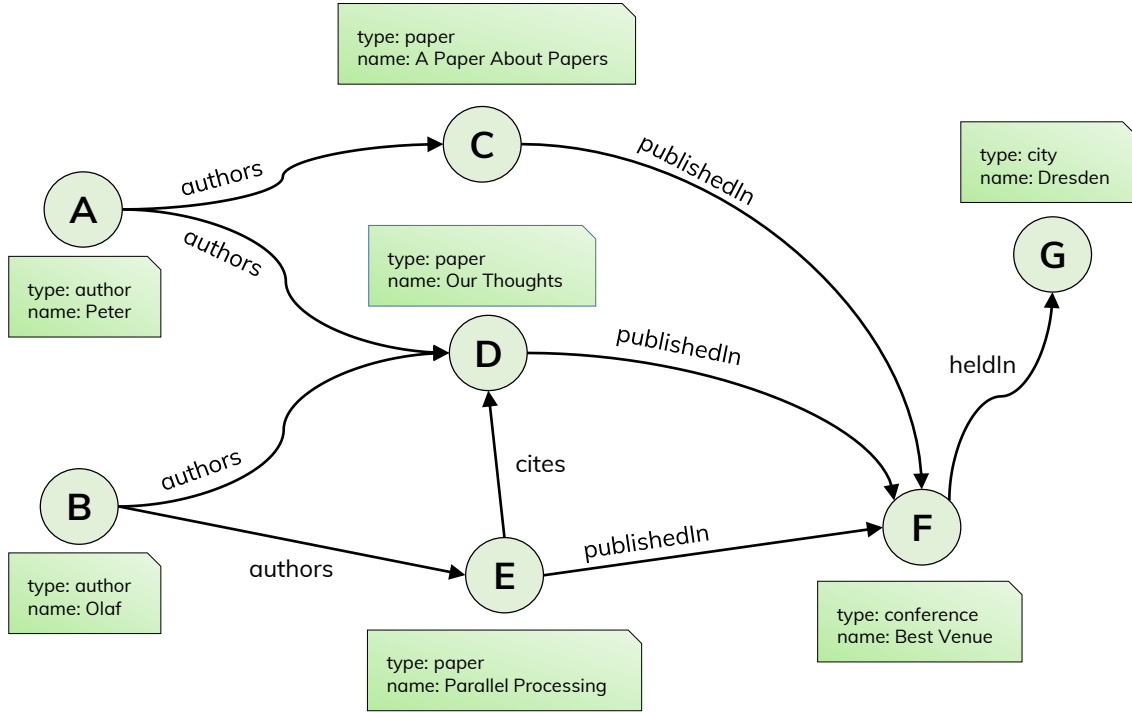 type: paper
name: A Paper About Papers
C
publishedIn
type: city
name: Dresden
authors
A
authors
type: author
name: Peter
type: paper
name: Our Thoughts
G
D
publishedIn
heldIn
authors
cites
B
authors
E
publishedIn
F
type: author
name: Olaf
type: conference
name: Best Venue
type: paper
name: Parallel Processing